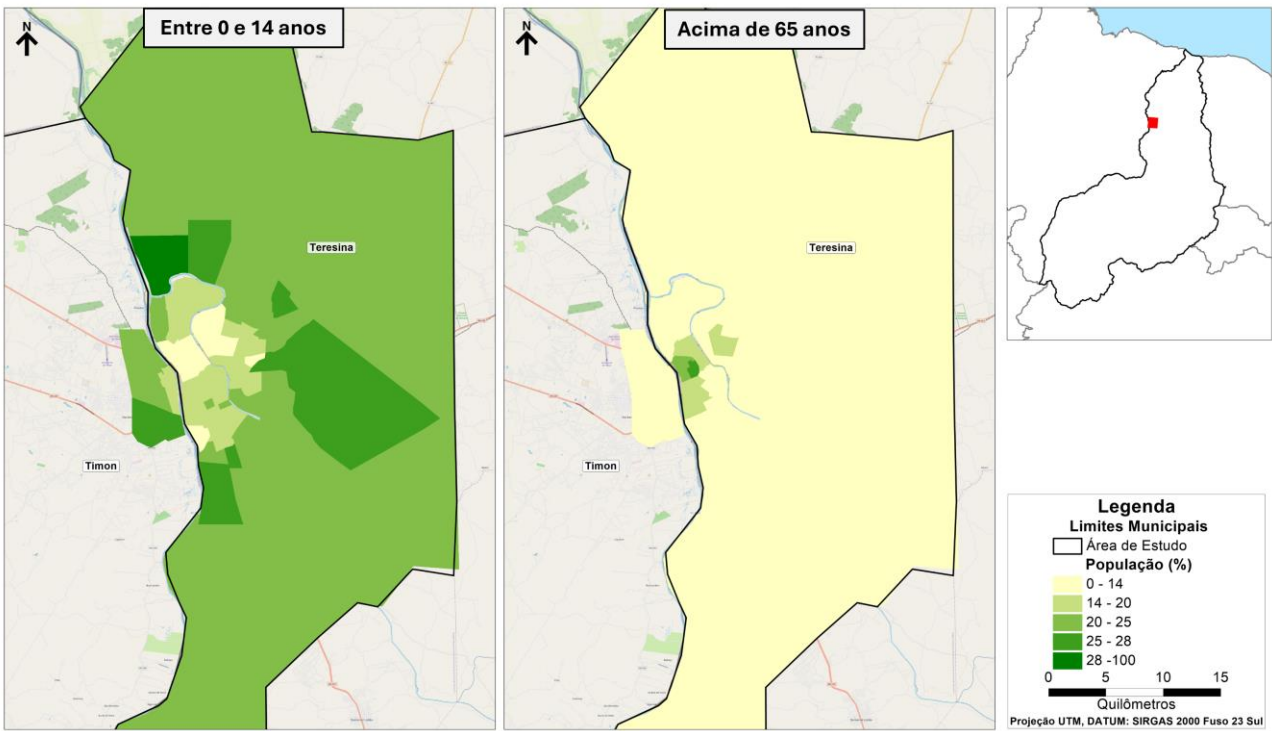 Entre 0 e 14 anos
N
Teresina
Timon
Acima de 65 anos
N
Teresina
Timon
Legenda
Limites Municipais
Área de Estudo
População (%)
0 - 14
14 - 20
20 - 25
25 - 28
28 -100
0 5 10 15
Quilômetros
Projeção UTM, DATUM: SIRGAS 2000 Fuso 23 Sul